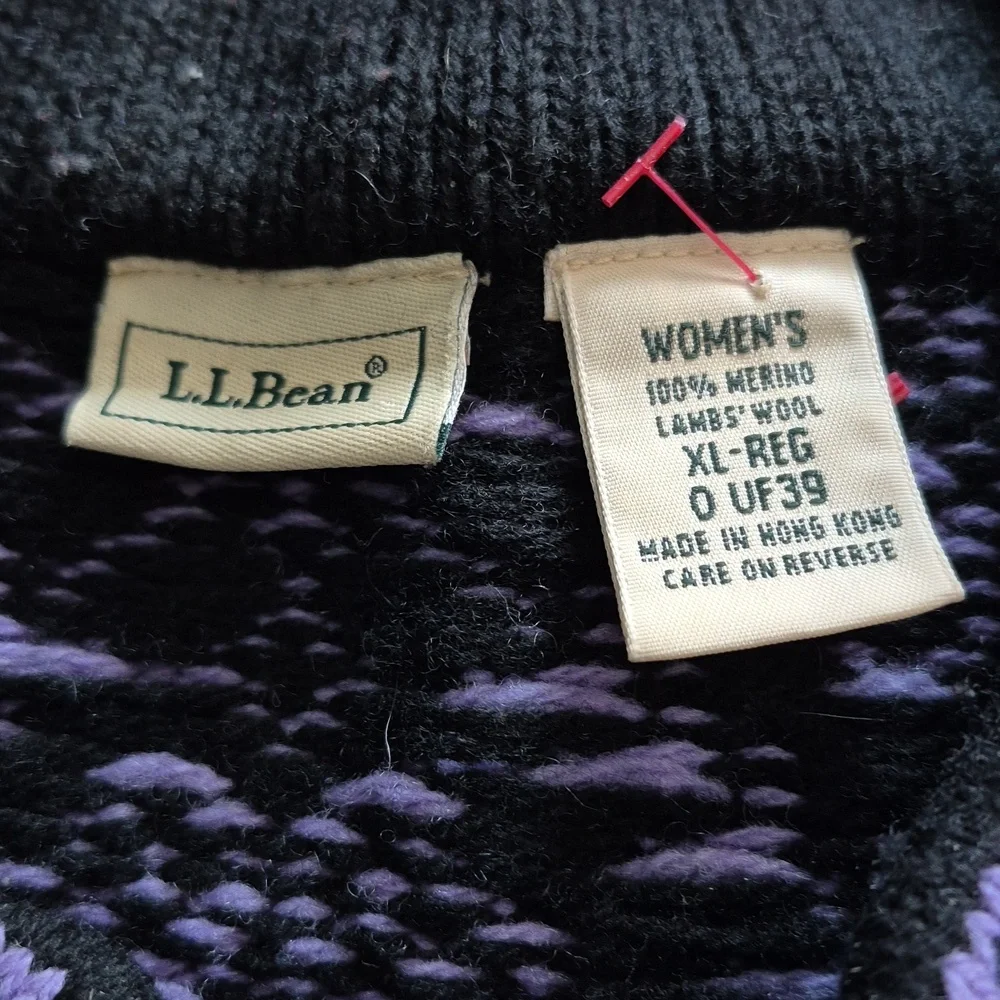 L.L.Bean®
WOMEN'S
100% MERINO
LAMBS' WOOL
XL-REG
0 UF39
MADE IN HONG KONG
CARE ON REVERSE